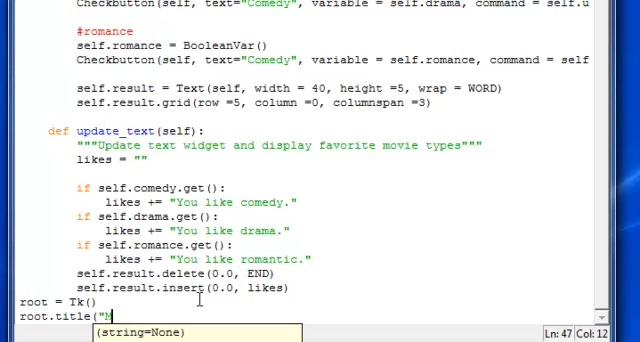 Checkbutton(self, text="Comedy", variable = self.drama, command = self.u
#romance
self.romance = BooleanVar()
Checkbutton(self, text="Comedy", variable = self.romance, command = self
self.result = Text(self, width = 40, height =5, wrap = WORD)
self.result.grid(row =5, column =0, columnspan =3)
def update_text(self):
"""Update text widget and display favorite movie types"""
likes = ""
if self.comedy.get():
likes += "You like comedy."
if self.drama.get():
likes += "You like drama."
if self.romance.get():
likes += "You like romantic."
self.result.delete(0.0, END)
self.result.insert(0.0, likes)
root = Tk()
root.title("M
(string=None)
Ln: 47 Col: 12